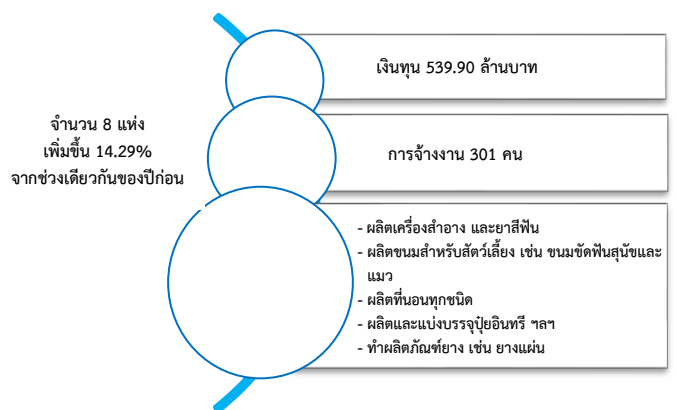 จำนวน 8 แห่ง
เพิ่มขึ้น 14.29%
จากช่วงเดียวกันของปีก่อน
เงินทุน 539.90 ล้านบาท
การจ้างงาน 301 คน
- ผลิตเครื่องสำอาง และยาสีฟัน
- ผลิตขนมสำหรับสัตว์เลี้ยง เช่น ขนมขัดฟันสุนัขและ
แมว
- ผลิตที่นอนทุกชนิด
- ผลิตและแบ่งบรรจุปุ๋ยอินทรี ฯลฯ
- ทำผลิตภัณฑ์ยาง เช่น ยางแผ่น